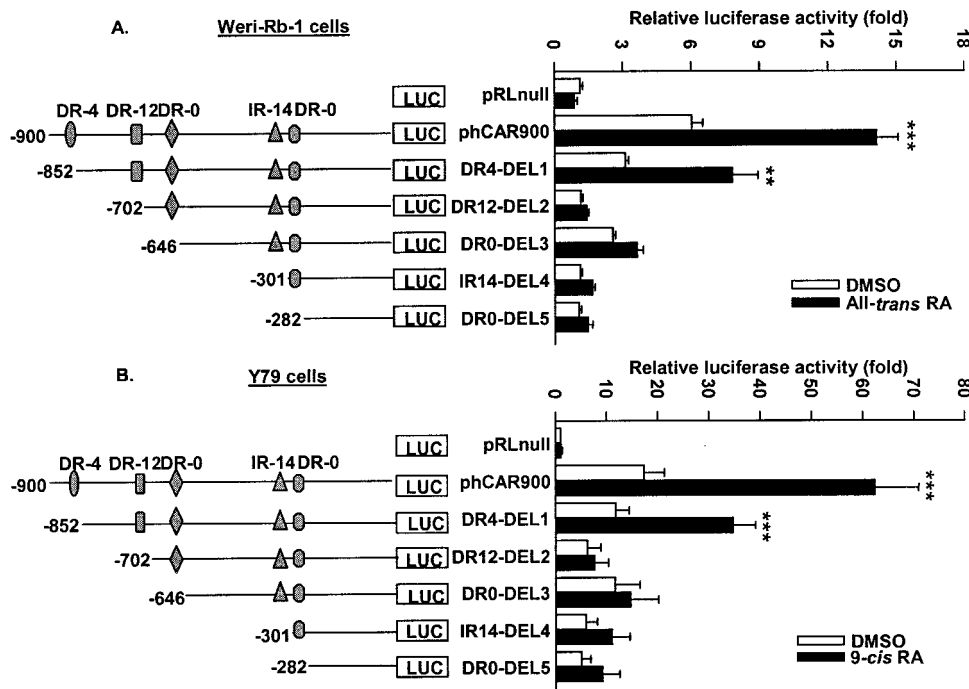 A.
Weri-Rb-1 cells
Relative luciferase activity (fold)
0 3 6 9 12 15 18
LUC pRLnull
DR-4 DR-12 DR-0 IR-14 DR-0
-900 LUC phCAR900 ***
-852 LUC DR4-DEL1 **
-702 LUC DR12-DEL2
-646 LUC DR0-DEL3
-301 LUC IR14-DEL4
-282 LUC DR0-DEL5
DMSO
All-trans RA
B.
Y79 cells
Relative luciferase activity (fold)
0 10 20 30 40 50 60 70 80
LUC pRLnull
DR-4 DR-12 DR-0 IR-14 DR-0
-900 LUC phCAR900 ***
-852 LUC DR4-DEL1 ***
-702 LUC DR12-DEL2
-646 LUC DR0-DEL3
-301 LUC IR14-DEL4
-282 LUC DR0-DEL5
DMSO
9-cis RA